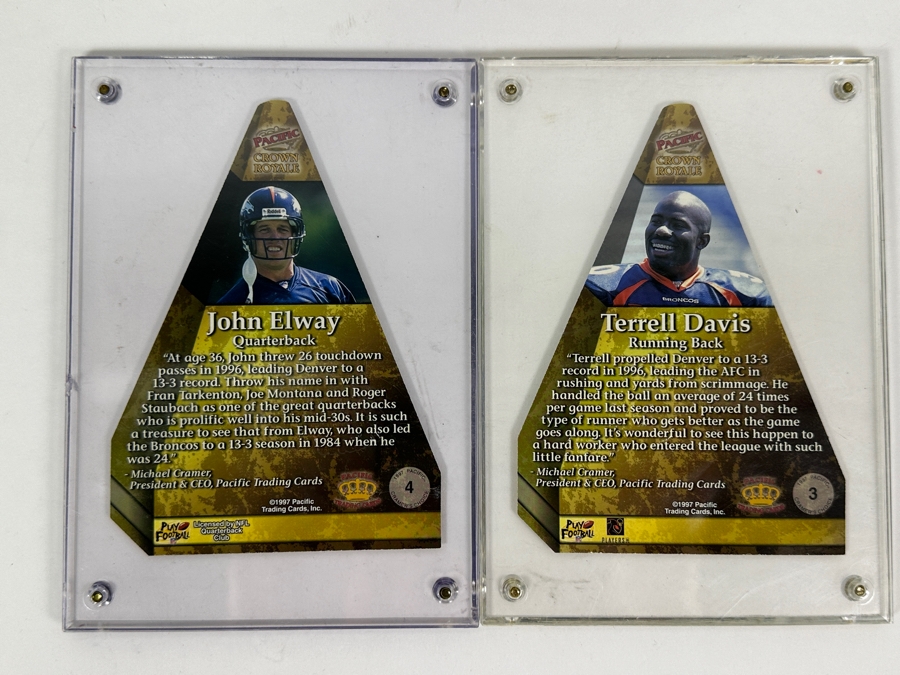 PACIFIC
CROWN
ROYALE
Riddell
John Elway
Quarterback
"At age 36, John threw 26 touchdown
passes in 1996, leading Denver to a
13-3 record. Throw his name in with
Fran Tarkenton, Joe Montana and Roger
Staubach as one of the great quarterbacks
who is prolific well into his mid-30s. It is such
a treasure to see that from Elway, who also led
the Broncos to a 13-3 season in 1984 when he
was 24."
- Michael Cramer,
President & CEO, Pacific Trading Cards
4
©1997 Pacific
Trading Cards, Inc.
PLAY
FOOTBALL
Licensed by NFL
Quarterback
Club
PACIFIC
CROWN
ROYALE
BRONCOS
Terrell Davis
Running Back
"Terrell propelled Denver to a 13-3
record in 1996, leading the AFC in
rushing and yards from scrimmage. He
handled the ball an average of 24 times
per game last season and proved to be the
type of runner who gets better as the game
goes along. It's wonderful to see this happen to
a hard worker who entered the league with such
little fanfare."
- Michael Cramer,
President & CEO, Pacific Trading Cards
3
©1997 Pacific
Trading Cards, Inc.
PLAY
FOOTBALL
PLAYERS